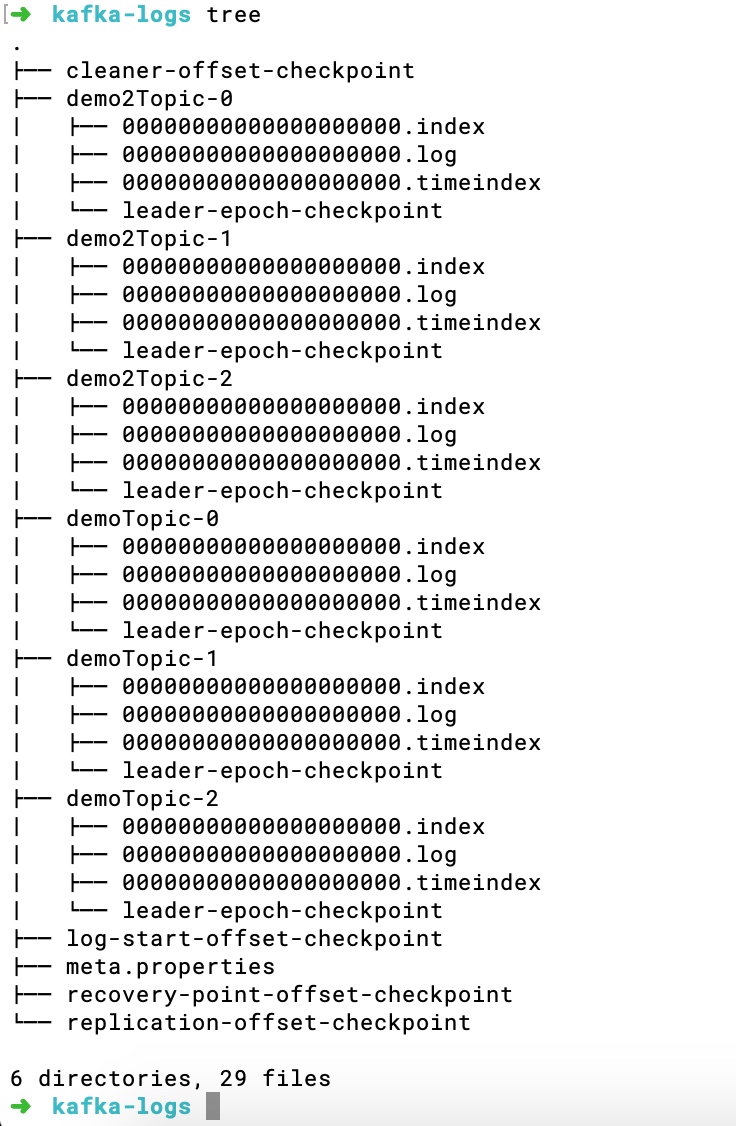 [➜ kafka-logs tree
.
├── cleaner-offset-checkpoint
├── demo2Topic-0
│   ├── 00000000000000000000.index
│   ├── 00000000000000000000.log
│   ├── 00000000000000000000.timeindex
│   └── leader-epoch-checkpoint
├── demo2Topic-1
│   ├── 00000000000000000000.index
│   ├── 00000000000000000000.log
│   ├── 00000000000000000000.timeindex
│   └── leader-epoch-checkpoint
├── demo2Topic-2
│   ├── 00000000000000000000.index
│   ├── 00000000000000000000.log
│   ├── 00000000000000000000.timeindex
│   └── leader-epoch-checkpoint
├── demoTopic-0
│   ├── 00000000000000000000.index
│   ├── 00000000000000000000.log
│   ├── 00000000000000000000.timeindex
│   └── leader-epoch-checkpoint
├── demoTopic-1
│   ├── 00000000000000000000.index
│   ├── 00000000000000000000.log
│   ├── 00000000000000000000.timeindex
│   └── leader-epoch-checkpoint
├── demoTopic-2
│   ├── 00000000000000000000.index
│   ├── 00000000000000000000.log
│   ├── 00000000000000000000.timeindex
│   └── leader-epoch-checkpoint
├── log-start-offset-checkpoint
├── meta.properties
├── recovery-point-offset-checkpoint
└── replication-offset-checkpoint
6 directories, 29 files
➜ kafka-logs